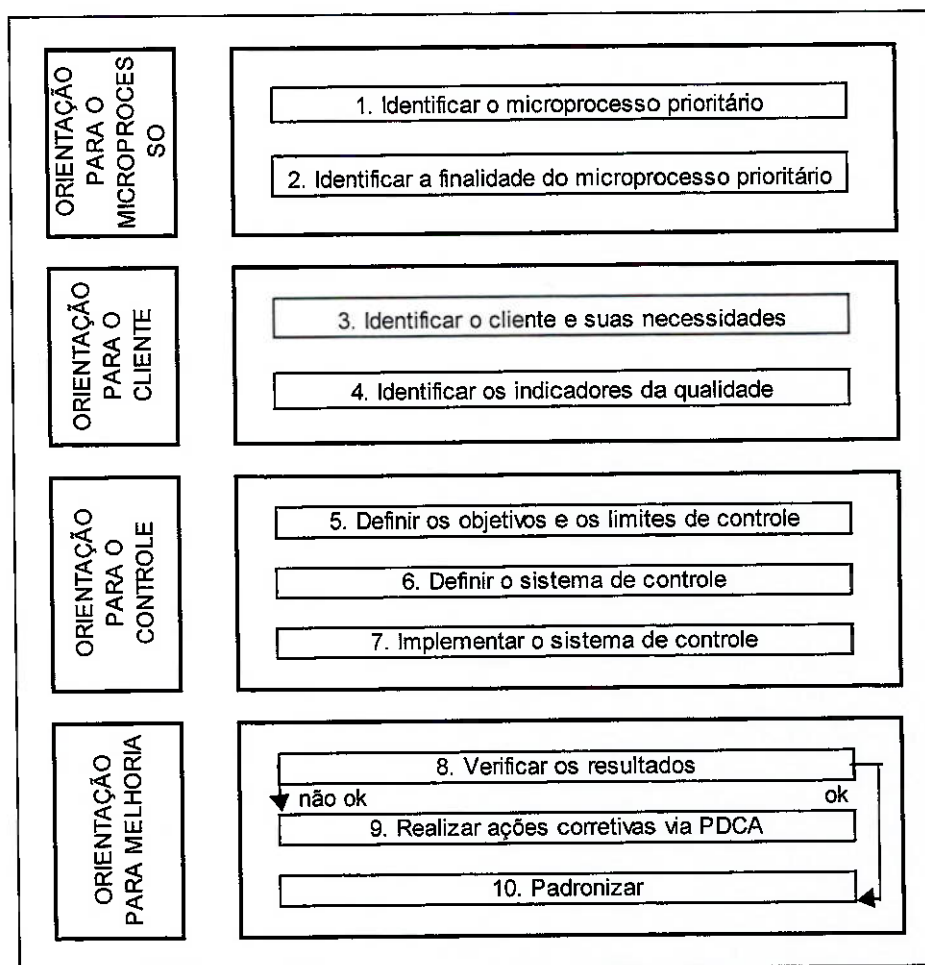 ORIENTAÇÃO
PARA O
MICROPROCES
SO
1. Identificar o microprocesso prioritário
2. Identificar a finalidade do microprocesso prioritário
ORIENTAÇÃO
PARA O
CLIENTE
3. Identificar o cliente e suas necessidades
4. Identificar os indicadores da qualidade
ORIENTAÇÃO
PARA O
CONTROLE
5. Definir os objetivos e os limites de controle
6. Definir o sistema de controle
7. Implementar o sistema de controle
ORIENTAÇÃO
PARA MELHORIA
8. Verificar os resultados
não ok
ok
9. Realizar ações corretivas via PDCA
10. Padronizar